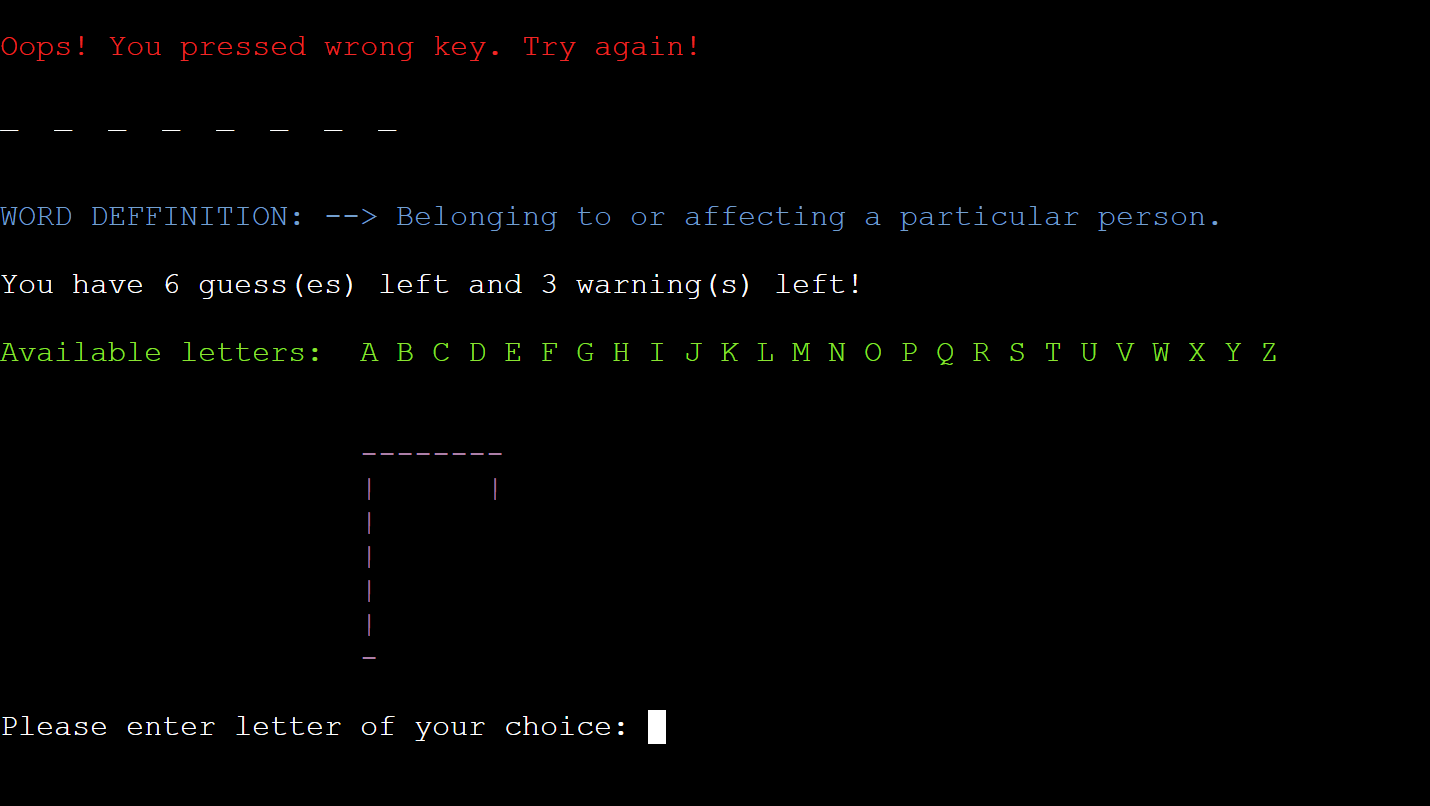 Oops! You pressed wrong key. Try again!
_ _ _ _ _ _ _ _
WORD DEFFINITION: --> Belonging to or affecting a particular person.
You have 6 guess(es) left and 3 warning(s) left!
Available letters: A B C D E F G H I J K L M N O P Q R S T U V W X Y Z
--------
| |
|
|
|
|
-
Please enter letter of your choice: